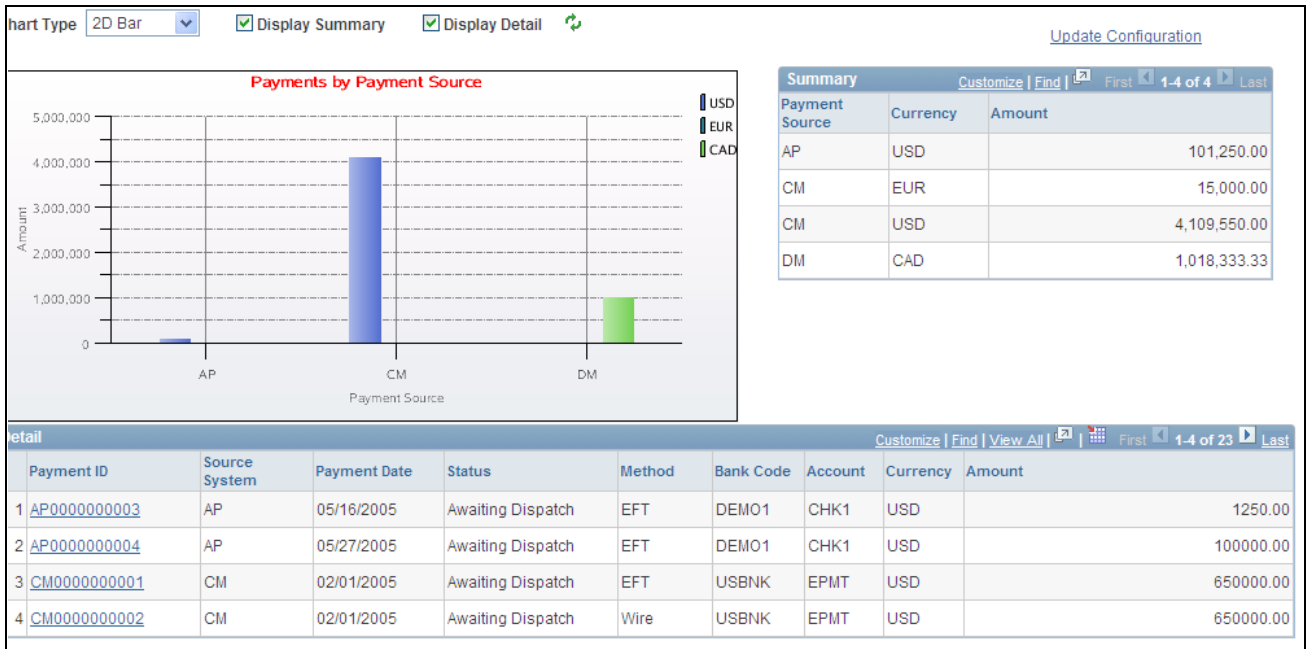 hart Type 2D Bar Display Summary Display Detail
Update Configuration
Payments by Payment Source
USD
EUR
CAD
5,000,000
4,000,000
3,000,000
2,000,000
1,000,000
0
Amount
AP CM DM
Payment Source
Summary Customize | Find | First 1-4 of 4 Last
Payment Source Currency Amount
AP USD 101,250.00
CM EUR 15,000.00
CM USD 4,109,550.00
DM CAD 1,018,333.33
etail Customize | Find | View All | | First 1-4 of 23 Last
Payment ID Source System Payment Date Status Method Bank Code Account Currency Amount
1 AP0000000003 AP 05/16/2005 Awaiting Dispatch EFT DEMO1 CHK1 USD 1250.00
2 AP0000000004 AP 05/27/2005 Awaiting Dispatch EFT DEMO1 CHK1 USD 100000.00
3 CM0000000001 CM 02/01/2005 Awaiting Dispatch EFT USBNK EPMT USD 650000.00
4 CM0000000002 CM 02/01/2005 Awaiting Dispatch Wire USBNK EPMT USD 650000.00